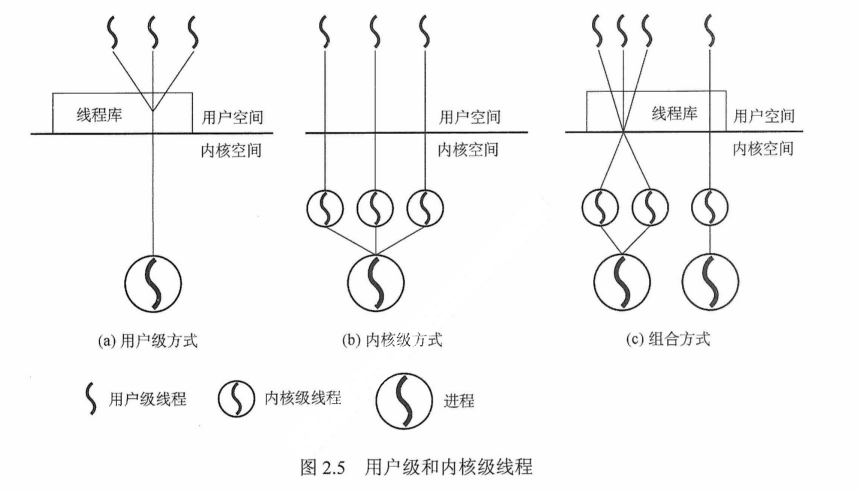 线程库
用户空间
内核空间
(a) 用户级方式
用户空间
内核空间
(b) 内核级方式
线程库
用户空间
内核空间
(c) 组合方式
用户级线程
内核级线程
进程
图 2.5 用户级和内核级线程